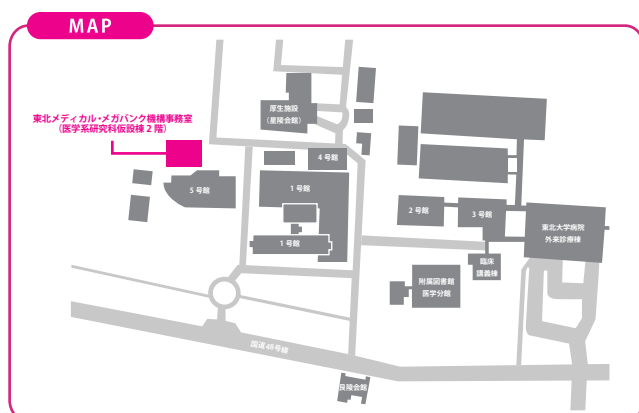 MAP
東北メディカル・メガバンク機構事務室
(医学系研究科仮設棟2階)
厚生施設
(星陵会館)
4号館
5号館
1号館
1号館
2号館
3号館
東北大学病院
外来診療棟
臨床
講義棟
附属図書館
医学分館
国道48号線
艮陵会館